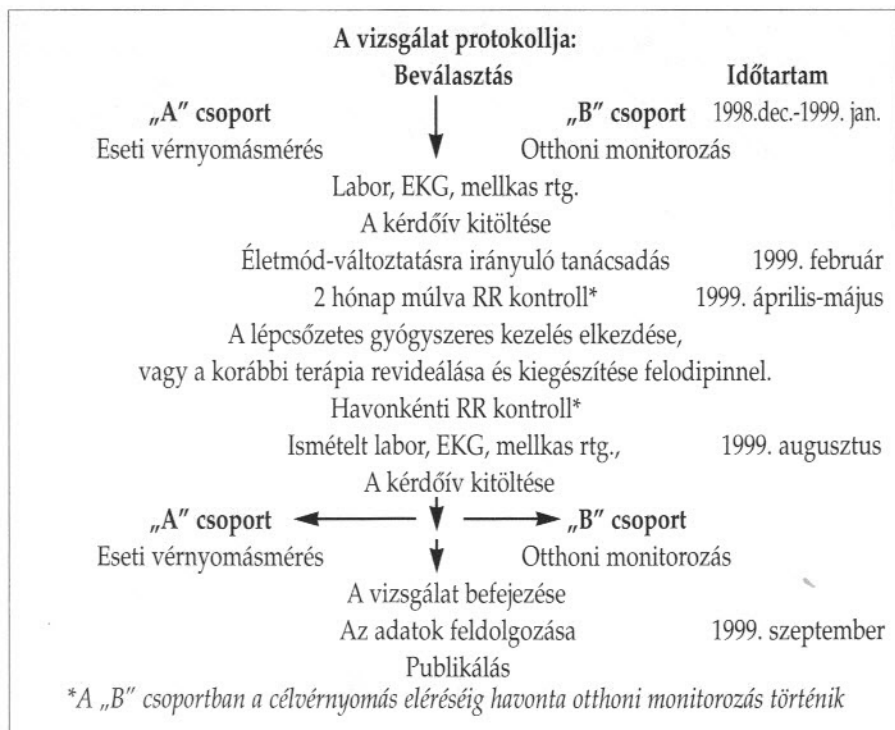 A vizsgálat protokollja:
Beválasztás Időtartam
„A” csoport „B” csoport 1998.dec.-1999. jan.
Eseti vérnyomásmérés Otthoni monitorozás
Labor, EKG, mellkas rtg.
A kérdőív kitöltése
Életmód-változtatásra irányuló tanácsadás 1999. február
2 hónap múlva RR kontroll* 1999. április-május
A lépcsőzetes gyógyszeres kezelés elkezdése,
vagy a korábbi terápia revideálása és kiegészítése felodipinnel.
Havonkénti RR kontroll*
Ismételt labor, EKG, mellkas rtg., 1999. augusztus
A kérdőív kitöltése
„A” csoport „B” csoport
Eseti vérnyomásmérés Otthoni monitorozás
A vizsgálat befejezése
Az adatok feldolgozása 1999. szeptember
Publikálás
*A „B” csoportban a célvérnyomás eléréséig havonta otthoni monitorozás történik